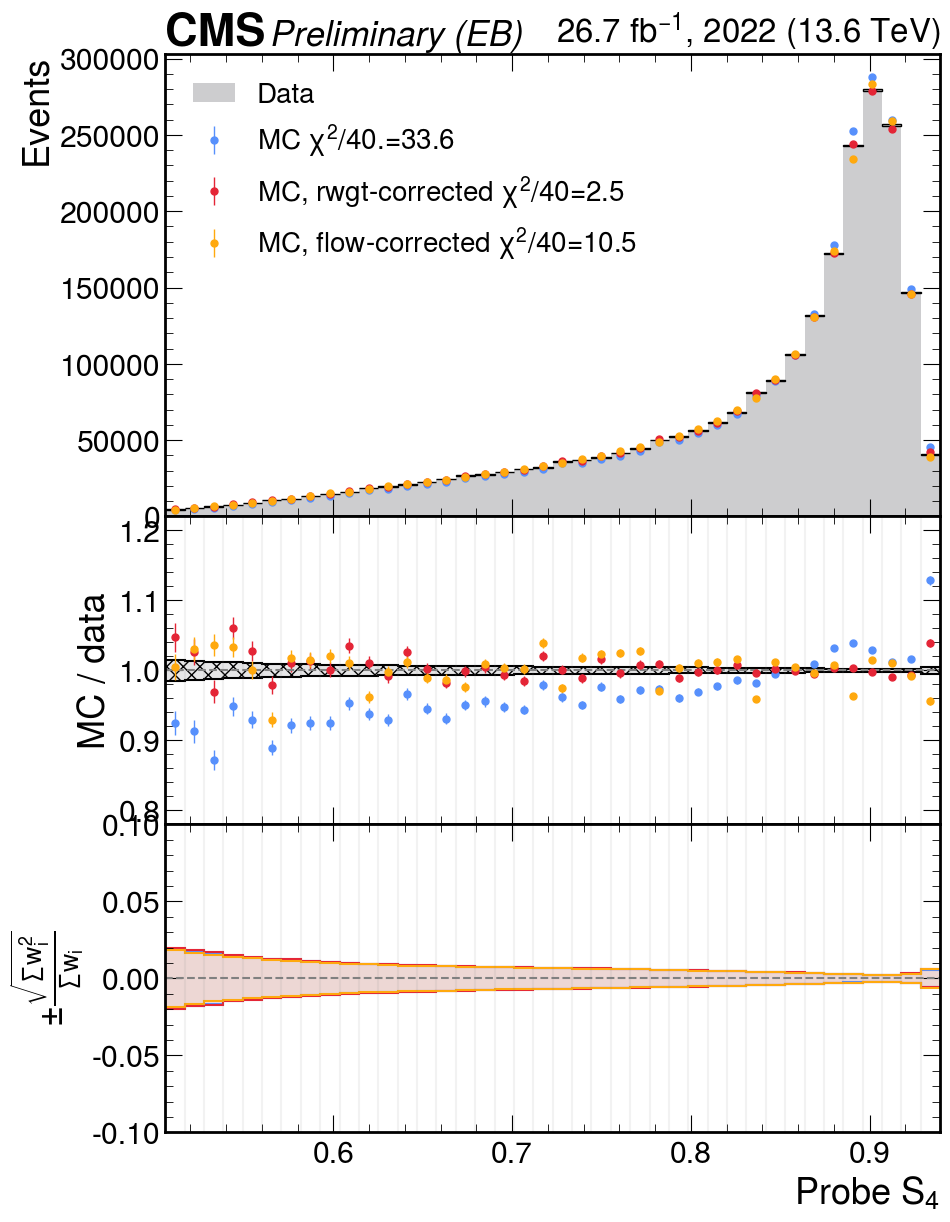 CMS Preliminary (EB) 26.7 fb⁻¹, 2022 (13.6 TeV)
Events
300000
250000
200000
150000
100000
50000
0
Data
MC χ²/40.=33.6
MC, rwgt-corrected χ²/40=2.5
MC, flow-corrected χ²/40=10.5
MC / data
1.2
1.1
1.0
0.9
0.8
±√Σwᵢ²/Σwᵢ
0.10
0.05
0.00
-0.05
-0.10
0.6 0.7 0.8 0.9
Probe S₄